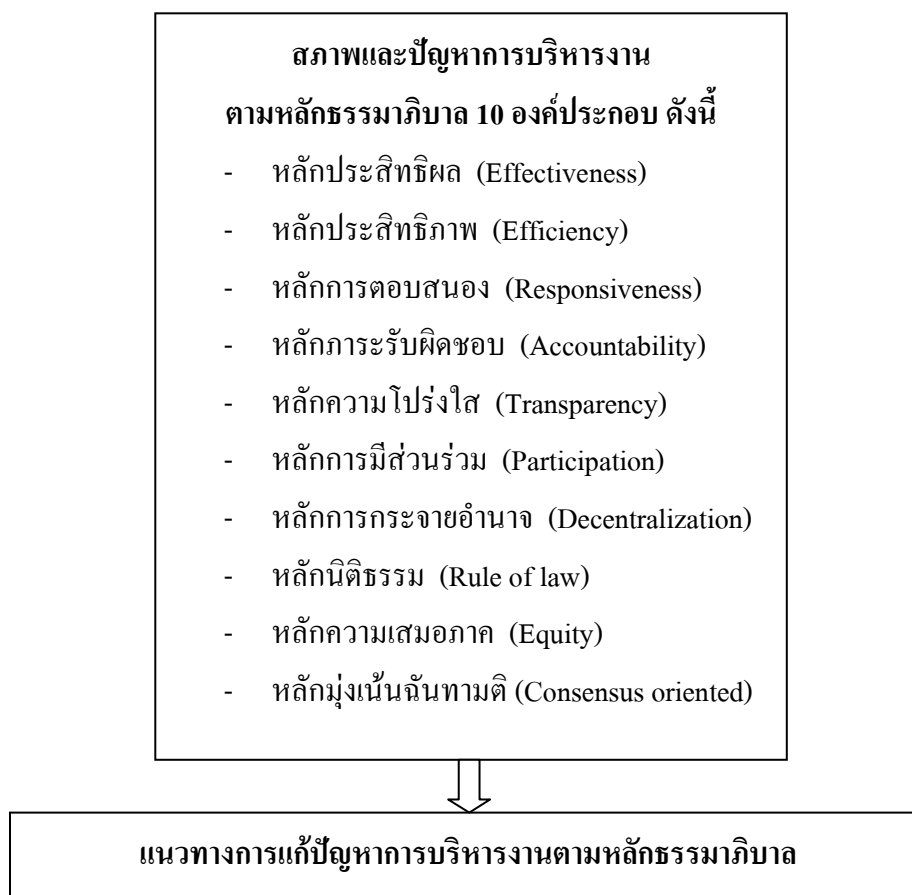 สภาพและปัญหาการบริหารงาน
ตามหลักธรรมาภิบาล 10 องค์ประกอบ ดังนี้
- หลักประสิทธิผล (Effectiveness)
- หลักประสิทธิภาพ (Efficiency)
- หลักการตอบสนอง (Responsiveness)
- หลักภาระรับผิดชอบ (Accountability)
- หลักความโปร่งใส (Transparency)
- หลักการมีส่วนร่วม (Participation)
- หลักการกระจายอำนาจ (Decentralization)
- หลักนิติธรรม (Rule of law)
- หลักความเสมอภาค (Equity)
- หลักมุ่งเน้นฉันทามติ (Consensus oriented)
แนวทางการแก้ปัญหาการบริหารงานตามหลักธรรมาภิบาล